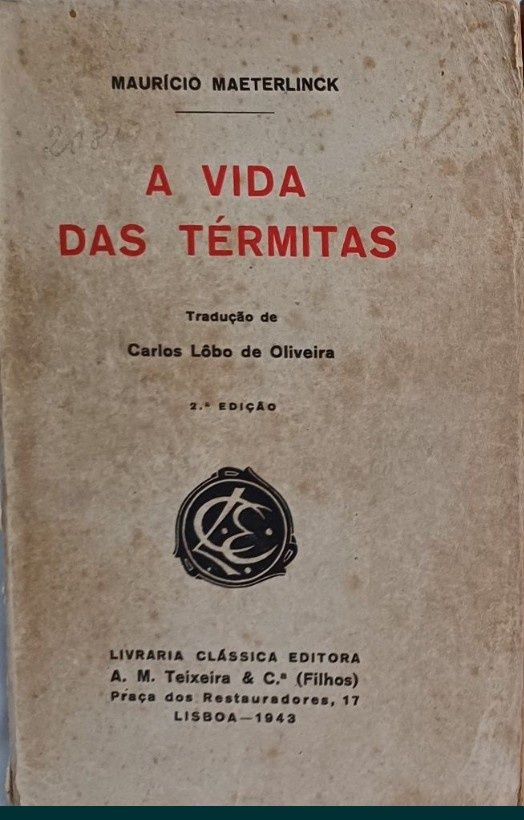 MAURÍCIO MAETERLINCK
A VIDA
DAS TÉRMITAS
Tradução de
Carlos Lôbo de Oliveira
2.ª EDIÇÃO
LCE
LIVRARIA CLÁSSICA EDITORA
A. M. Teixeira & C.ª (Filhos)
Praça dos Restauradores, 17
LISBOA—1943